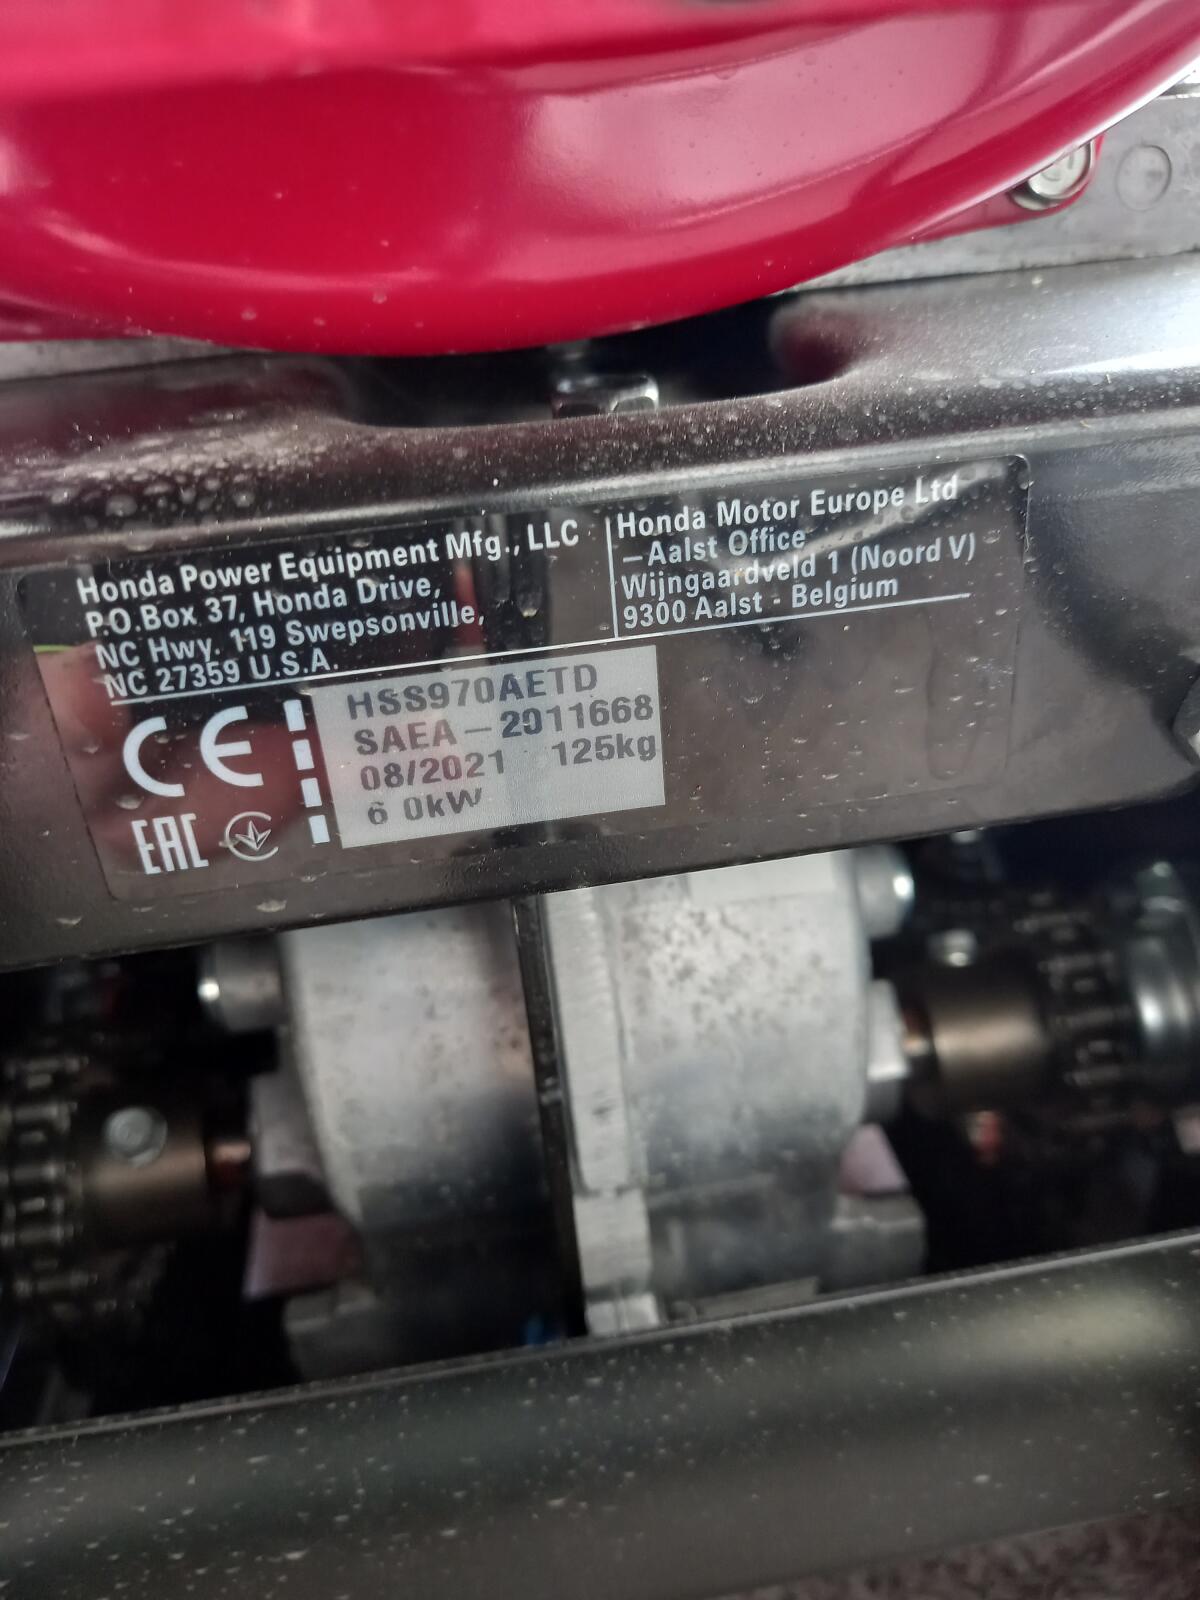 Honda Power Equipment Mfg., LLC
P.O.Box 37, Honda Drive,
NC Hwy. 119 Swepsonville,
NC 27359 U.S.A.
Honda Motor Europe Ltd
–Aalst Office
Wijngaardveld 1 (Noord V)
9300 Aalst - Belgium
CE
EAC
HSS970AETD
SAEA–2011668
08/2021 125kg
6 0kW